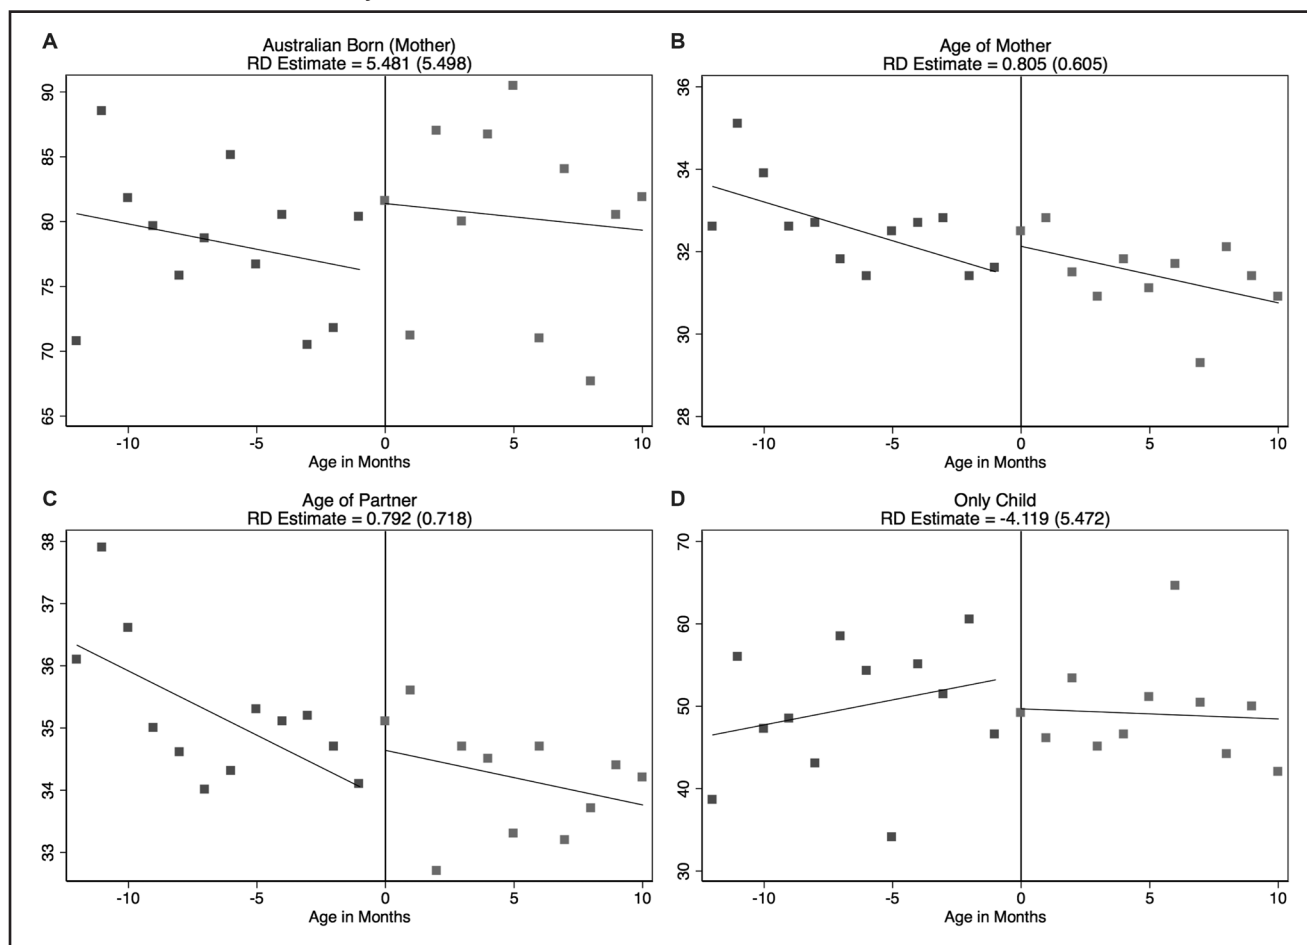 A
Australian Born (Mother)
RD Estimate = 5.481 (5.498)
90
85
80
75
70
65
-10
-5
0
5
10
Age in Months
B
Age of Mother
RD Estimate = 0.805 (0.605)
36
34
32
30
28
-10
-5
0
5
10
Age in Months
C
Age of Partner
RD Estimate = 0.792 (0.718)
38
37
36
35
34
33
-10
-5
0
5
10
Age in Months
D
Only Child
RD Estimate = -4.119 (5.472)
70
60
50
40
30
-10
-5
0
5
10
Age in Months